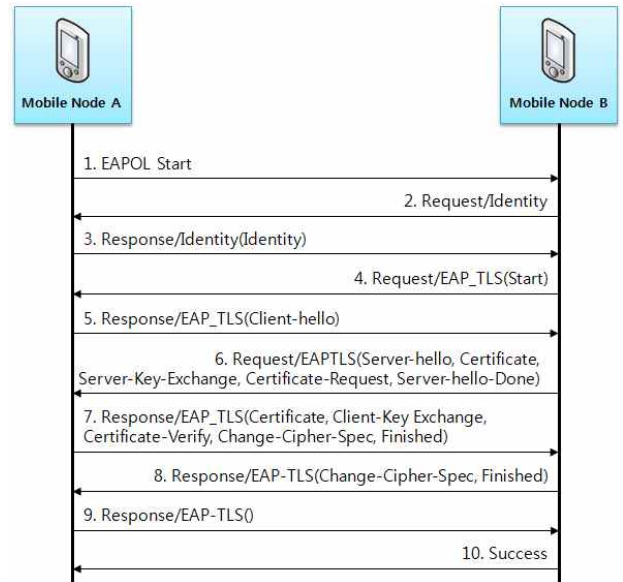 Mobile Node A
Mobile Node B
1. EAPOL Start
2. Request/Identity
3. Response/Identity(Identity)
4. Request/EAP_TLS(Start)
5. Response/EAP_TLS(Client-hello)
6. Request/EAPTLS(Server-hello, Certificate,
Server-Key-Exchange, Certificate-Request, Server-hello-Done)
7. Response/EAP_TLS(Certificate, Client-Key Exchange,
Certificate-Verify, Change-Cipher-Spec, Finished)
8. Response/EAP-TLS(Change-Cipher-Spec, Finished)
9. Response/EAP-TLS()
10. Success